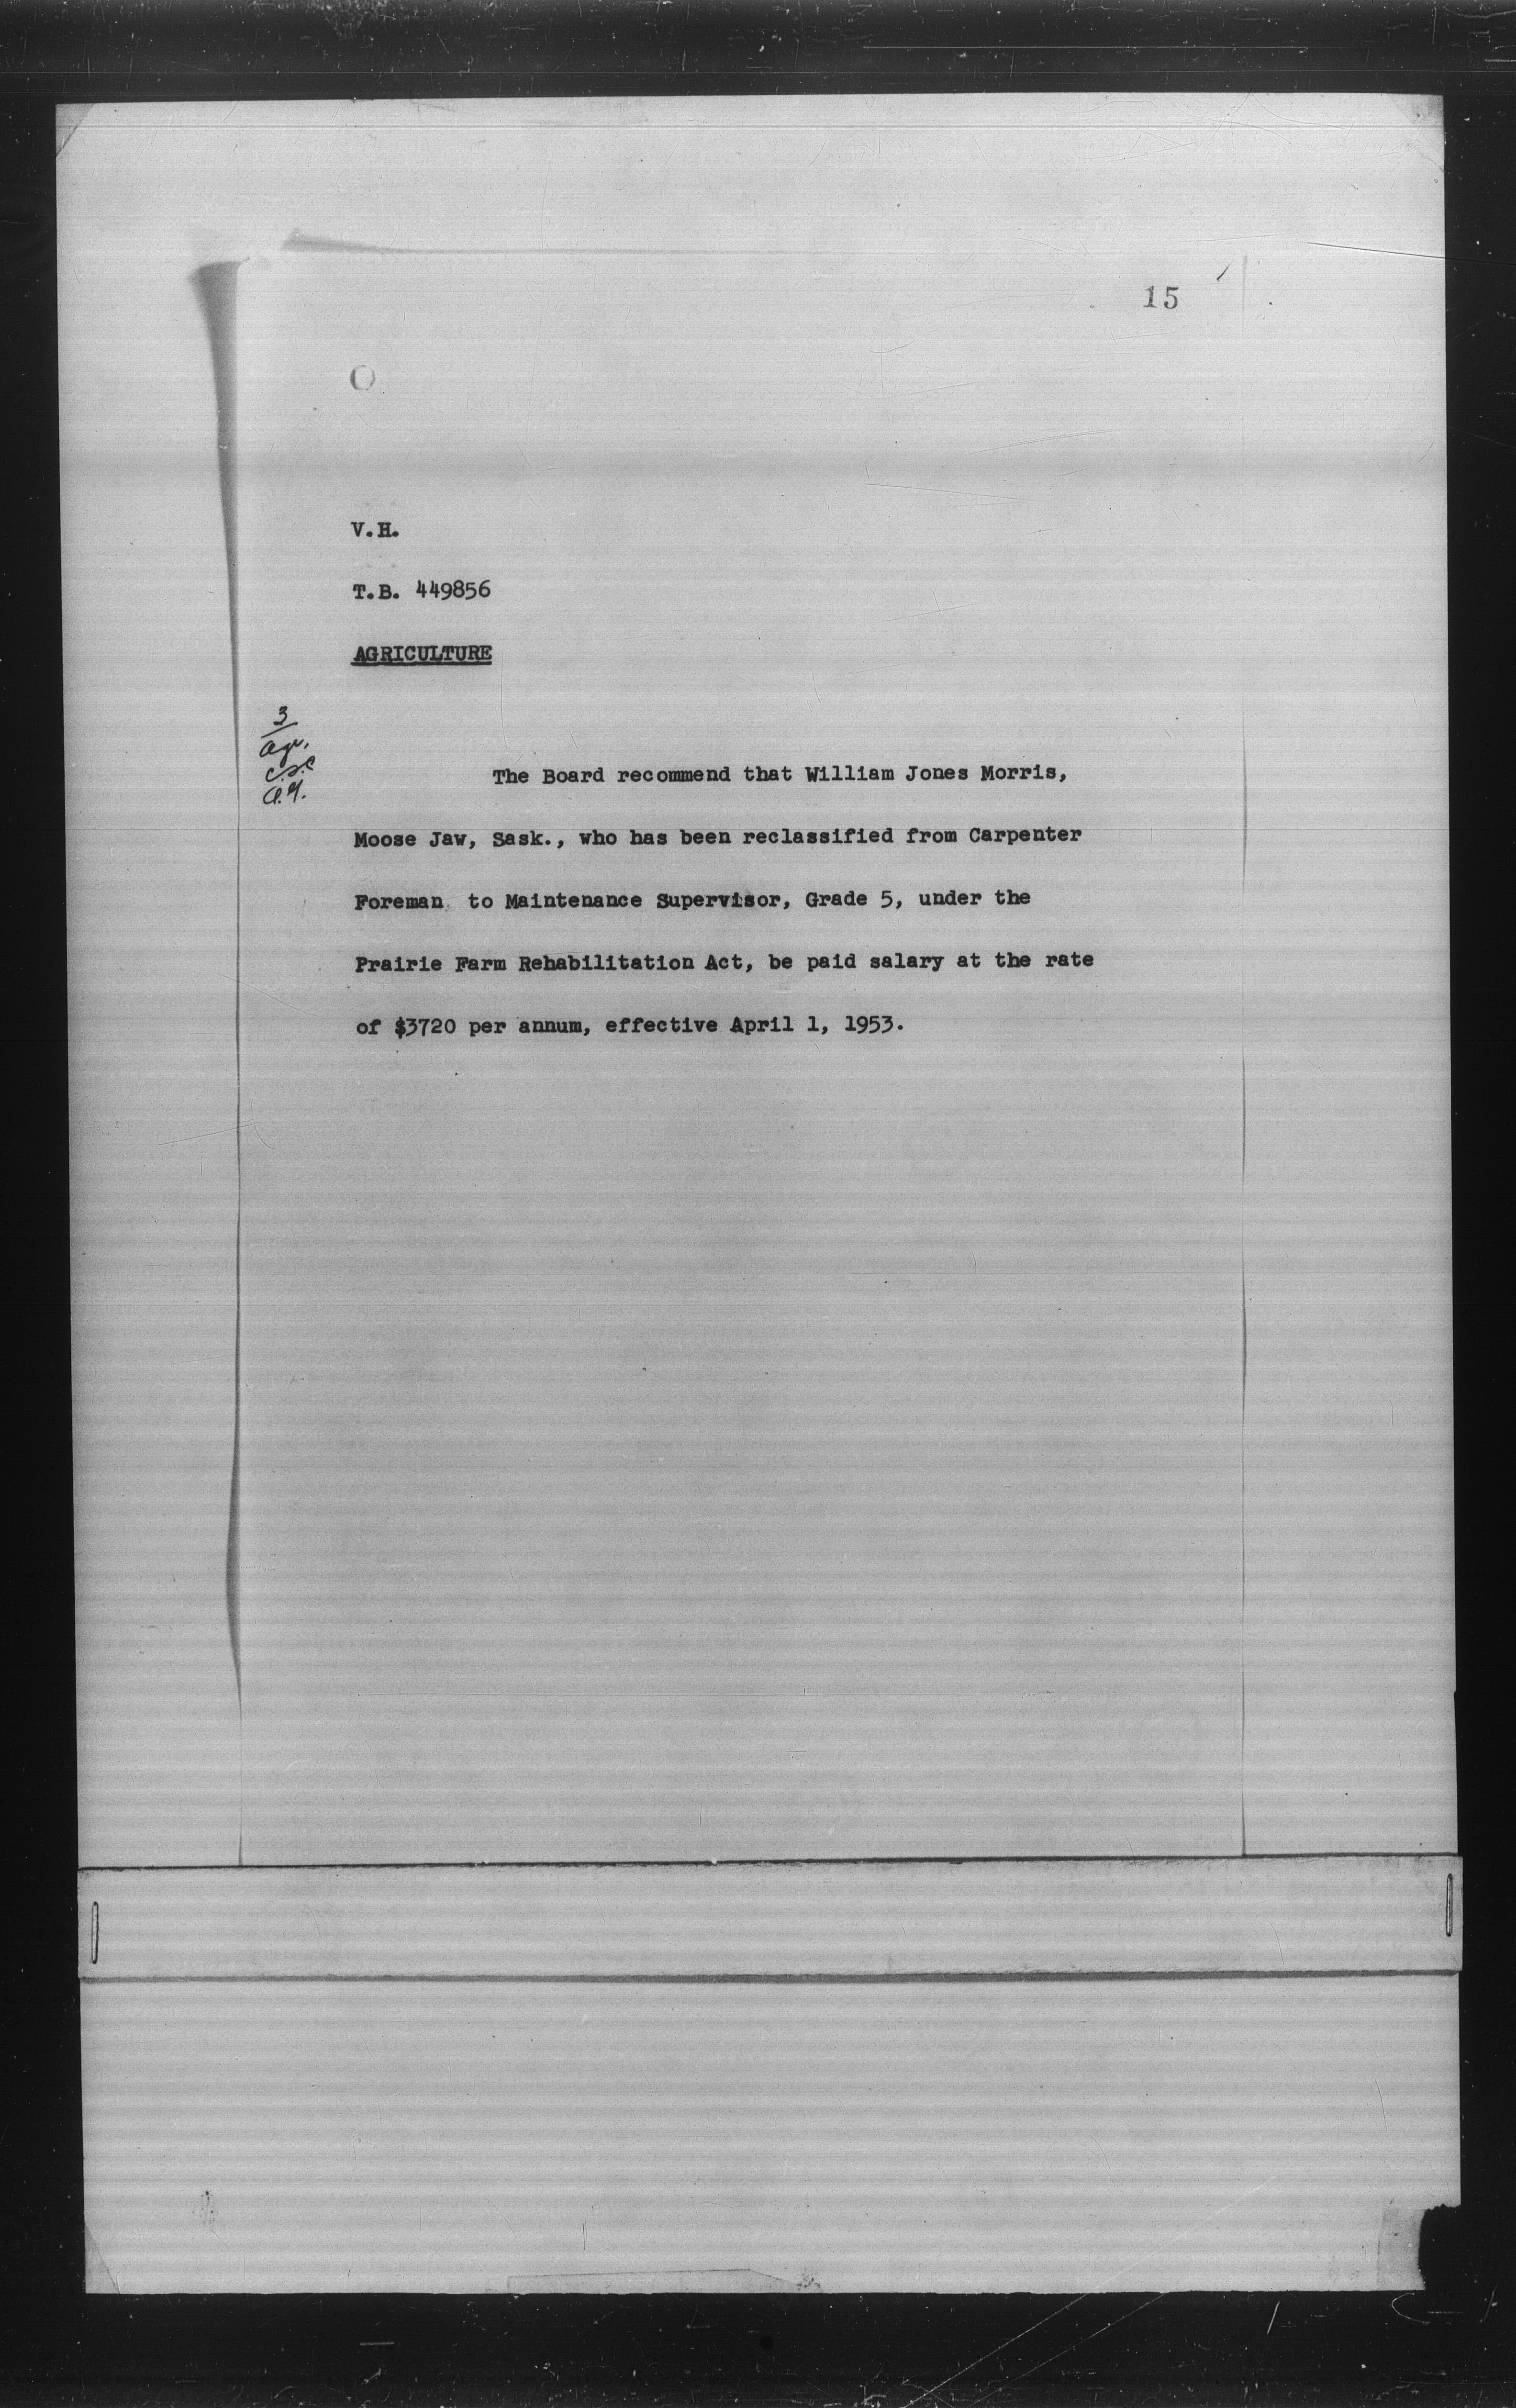 15
O
V.H.
T.B. 449856
AGRICULTURE
3
Agr.
C.S.C
The Board recommend that William Jones Morris,
Moose Jaw, Sask., who has been reclassified from Carpenter
Foreman to Maintenance Supervisor, Grade 5, under the
Prairie Farm Rehabilitation Act, be paid salary at the rate
of $3720 per annum, effective April 1, 1953.